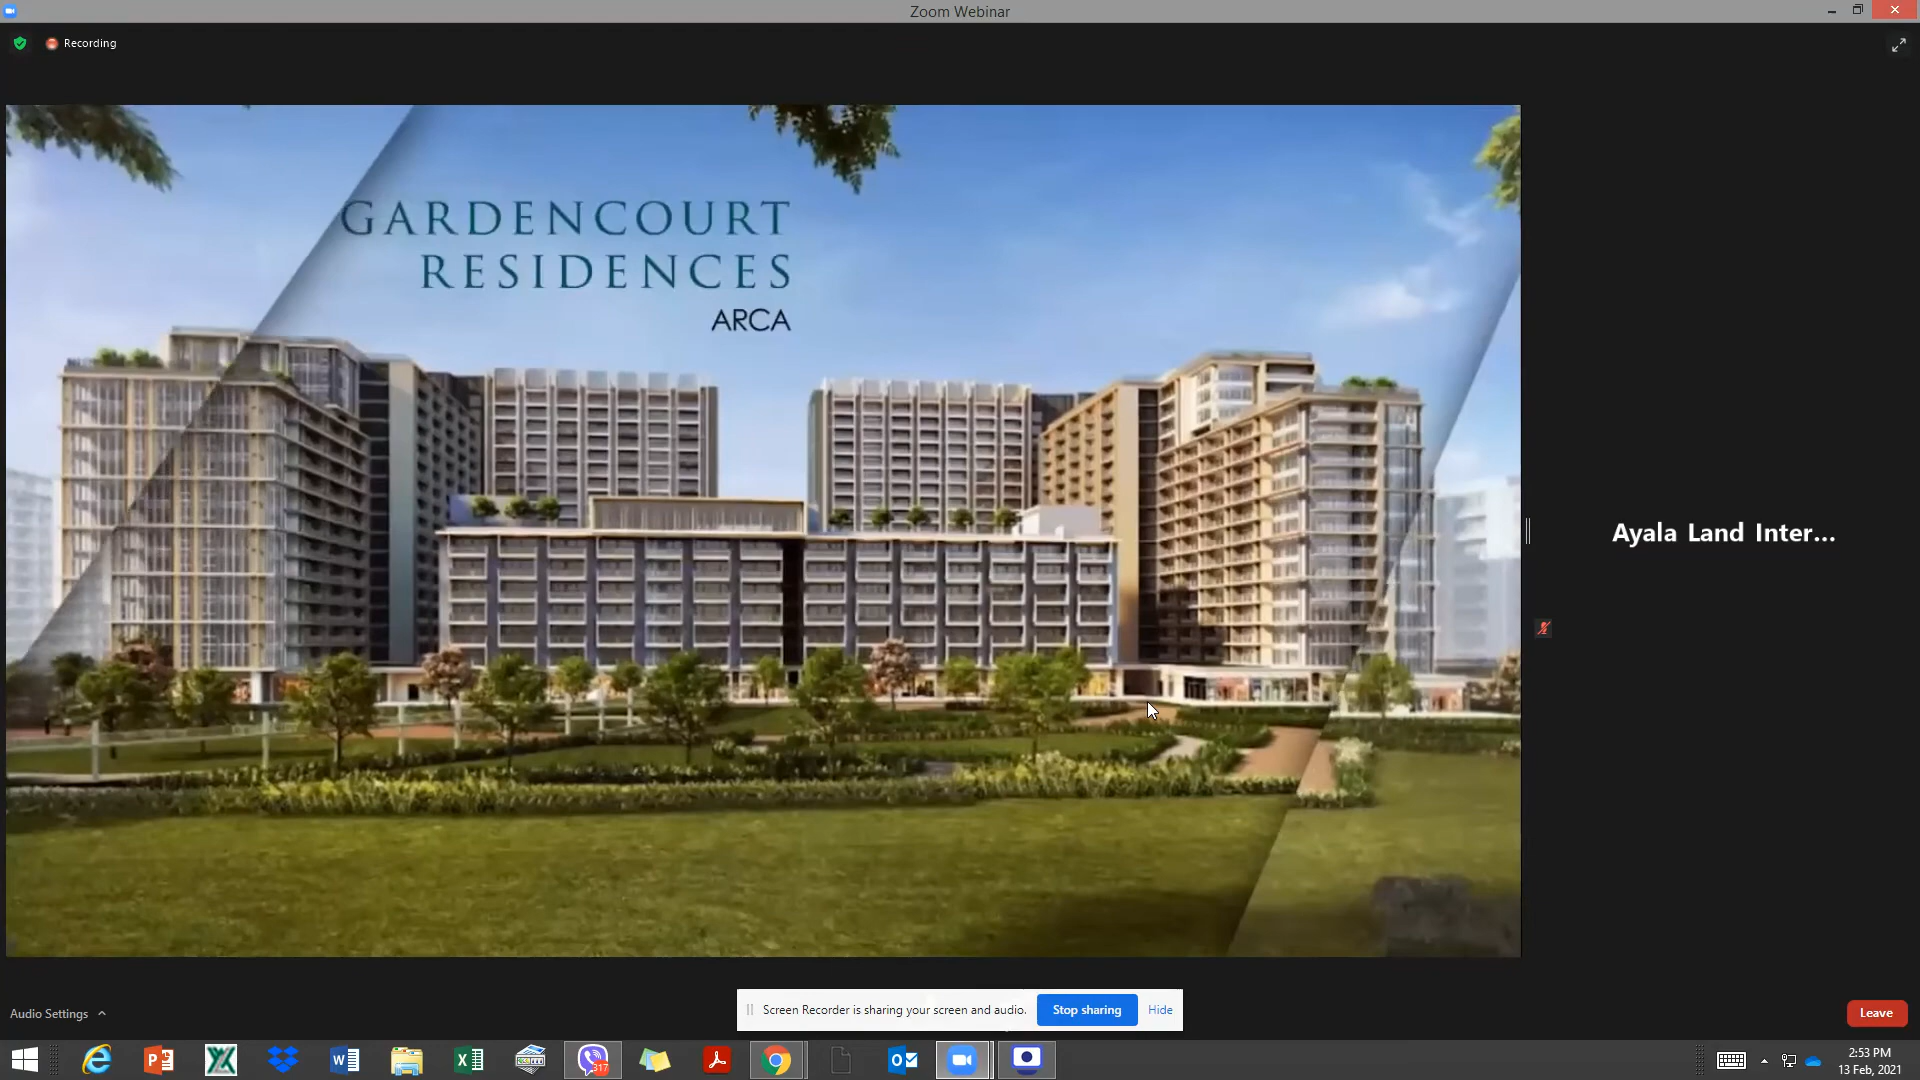 Zoom Webinar
Recording
GARDENCOURT
RESIDENCES
ARCA
Ayala Land Inter...
Audio Settings
Screen Recorder is sharing your screen and audio.
Stop sharing
Hide
Leave
317
2:53 PM
13 Feb, 2021